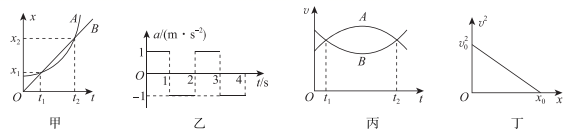 x A B x₂ x₁ O t₁ t₂ t
甲
a/(m·s⁻²) 1 O 1 2 3 4 t/s −1
乙
v A B O t₁ t₂ t
丙
v² v₀² O x₀ x
丁